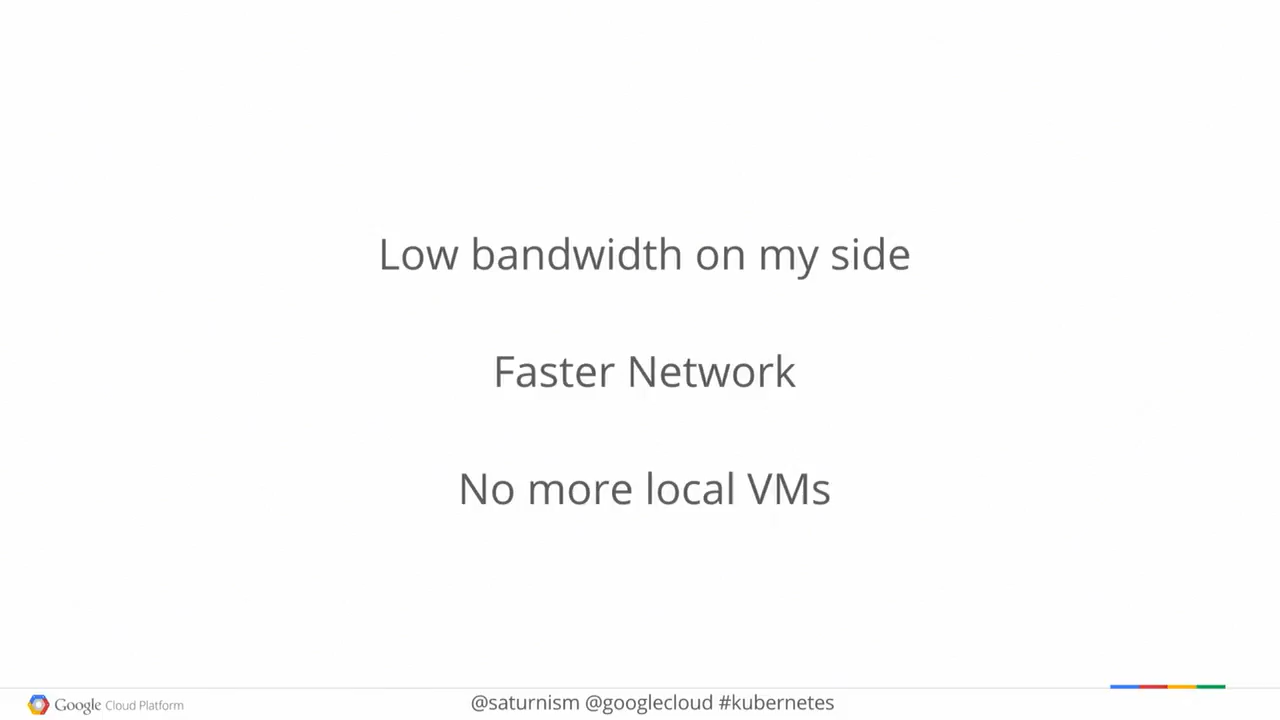 Low bandwidth on my side
Faster Network
No more local VMs
Google Cloud Platform
@saturnism @googlecloud #kubernetes